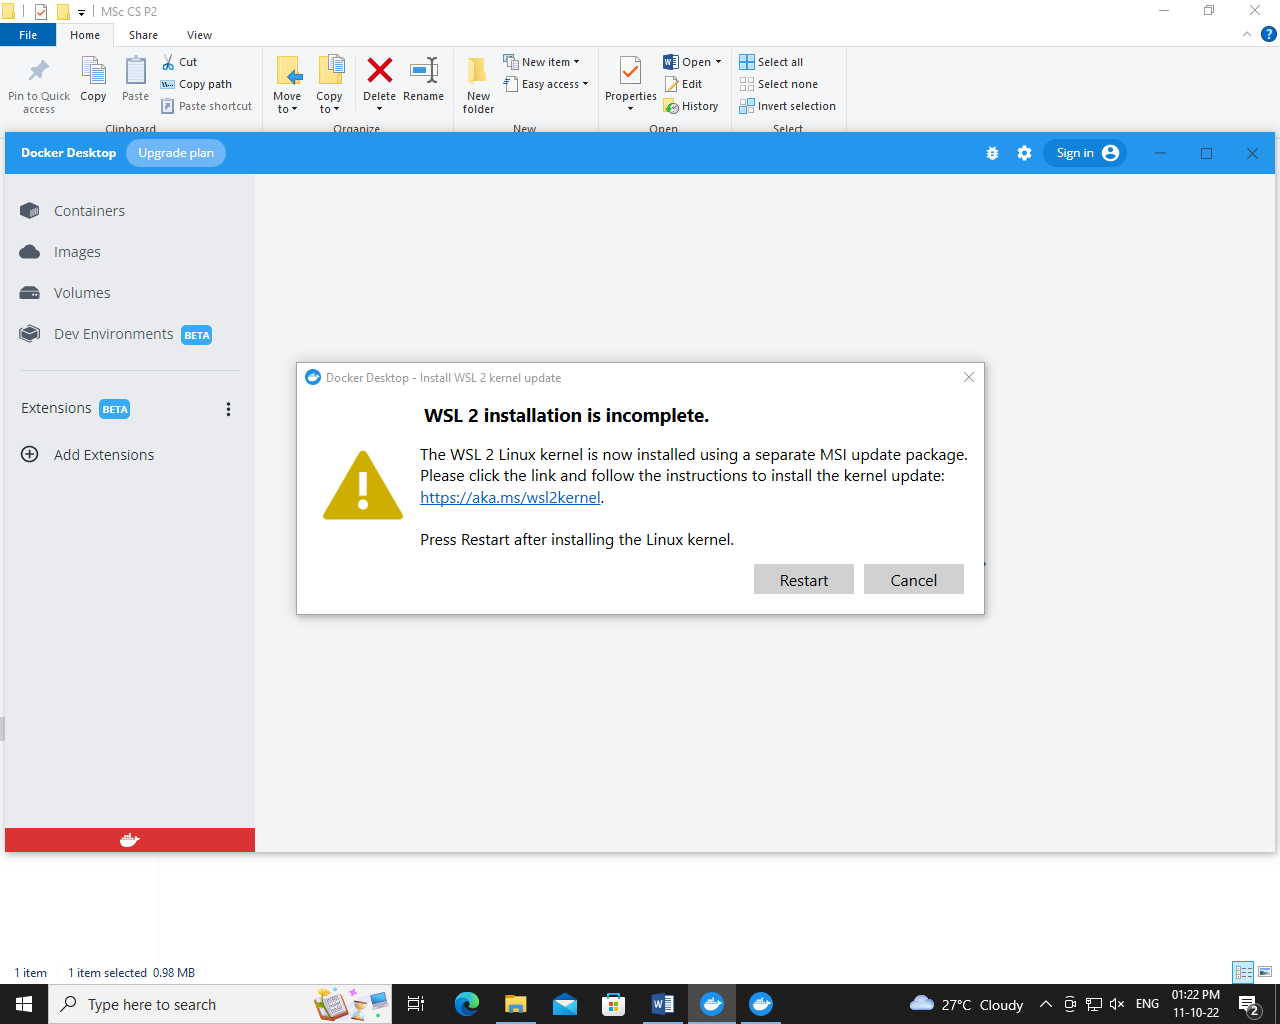 MSc CS P2
File
Home
Share
View
Pin to Quick access
Copy
Paste
Cut
Copy path
Paste shortcut
Clipboard
Move to
Copy to
Delete
Rename
Organize
New folder
New item
Easy access
New
Properties
Open
Edit
History
Open
Select all
Select none
Invert selection
Select
Docker Desktop
Upgrade plan
Sign in
Containers
Images
Volumes
Dev Environments BETA
Extensions BETA
Add Extensions
Docker Desktop - Install WSL 2 kernel update
WSL 2 installation is incomplete.
The WSL 2 Linux kernel is now installed using a separate MSI update package.
Please click the link and follow the instructions to install the kernel update:
https://aka.ms/wsl2kernel.
Press Restart after installing the Linux kernel.
Restart
Cancel
1 item
1 item selected 0.98 MB
Type here to search
27°C Cloudy
ENG
01:22 PM
11-10-22
2